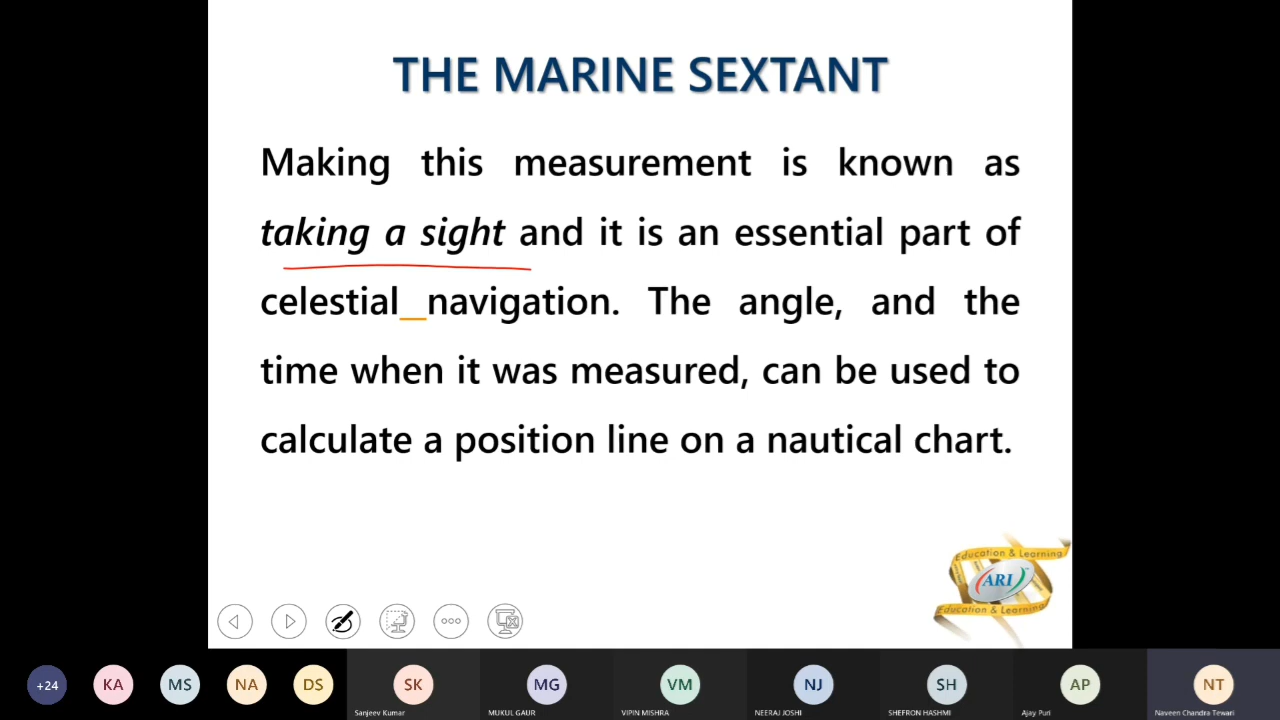 THE MARINE SEXTANT
Making this measurement is known as
taking a sight and it is an essential part of
celestial navigation. The angle, and the
time when it was measured, can be used to
calculate a position line on a nautical chart.
Education & Learning
ARI
Education & Learning
+24 KA MS NA DS SK MG VM NJ SH AP NT
Sanjeev Kumar MUKUL GAUR VIPIN MISHRA NEERAJ JOSHI SHEFRON HASHMI Ajay Puri Naveen Chandra Tewari